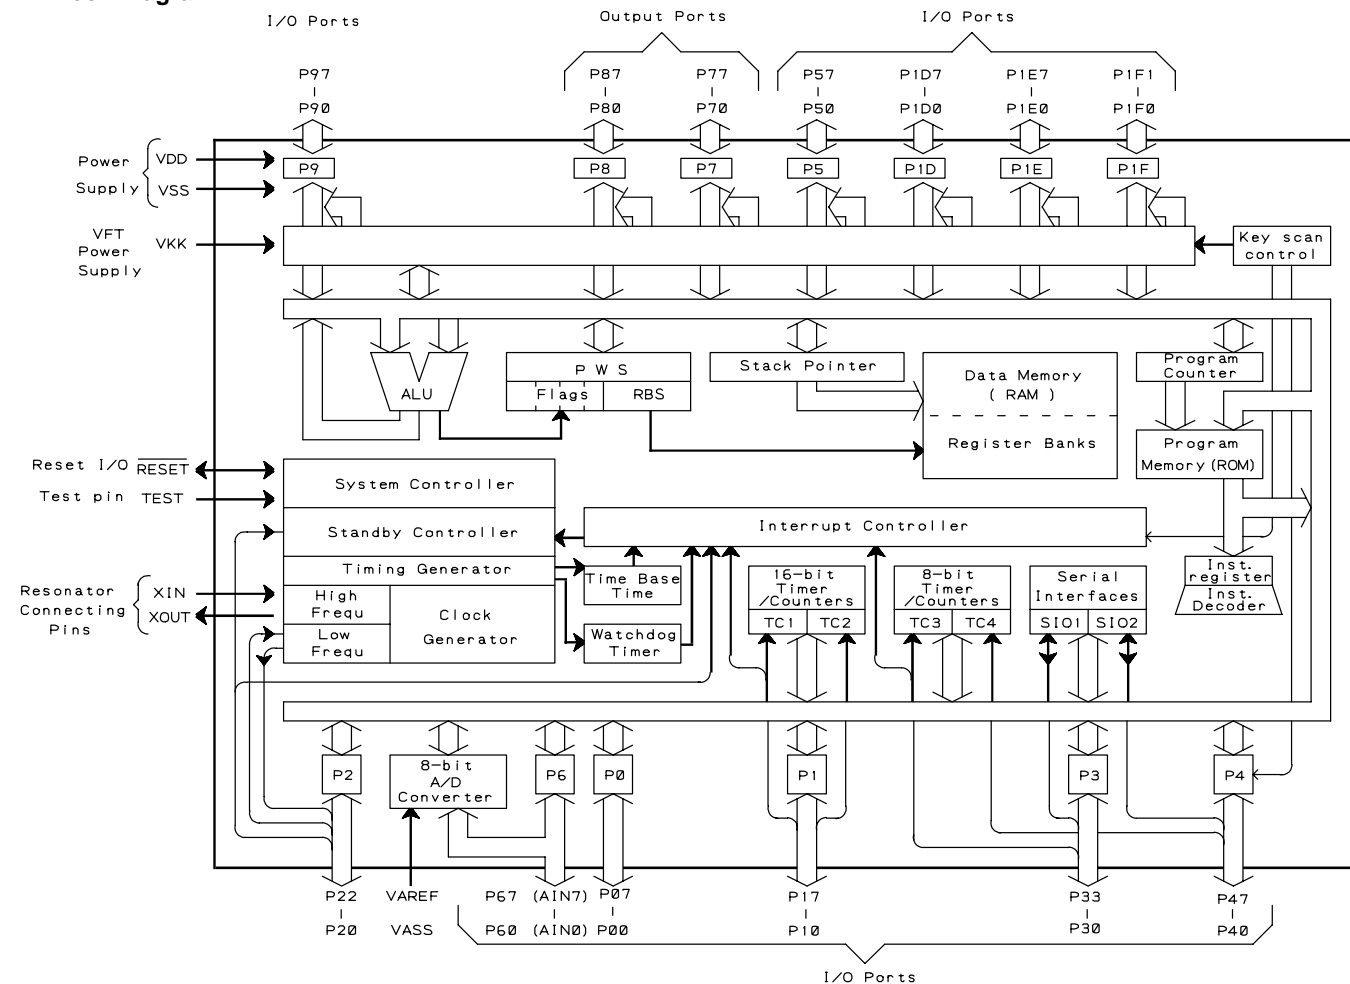 I/O Ports
Output Ports
I/O Ports
P97
P87
P77
P57
P1D7
P1E7
P1F1
P90
P80
P70
P50
P1D0
P1E0
P1F0
Power
Supply
VDD
VSS
P9
P8
P7
P5
P1D
P1E
P1F
VFT
Power
Supply
VKK
Key scan
control
ALU
P W S
Flags
RBS
Stack Pointer
Data Memory
( RAM )
Register Banks
Program
Counter
Program
Memory (ROM)
Reset I/O
RESET
Test pin
TEST
System Controller
Standby Controller
Timing Generator
High
Frequ
Low
Frequ
Clock
Generator
Resonator
Connecting
Pins
XIN
XOUT
Interrupt Controller
Time Base
Time
Watchdog
Timer
16-bit
Timer
/Counters
TC1
TC2
8-bit
Timer
/Counters
TC3
TC4
Serial
Interfaces
SIO1
SIO2
Inst.
register
Inst.
Decoder
P2
8-bit
A/D
Converter
P6
P0
P1
P3
P4
P22
VAREF
P67
(AIN7)
P07
P17
P33
P47
P20
VASS
P60
(AIN0)
P00
P10
P30
P40
I/O Ports